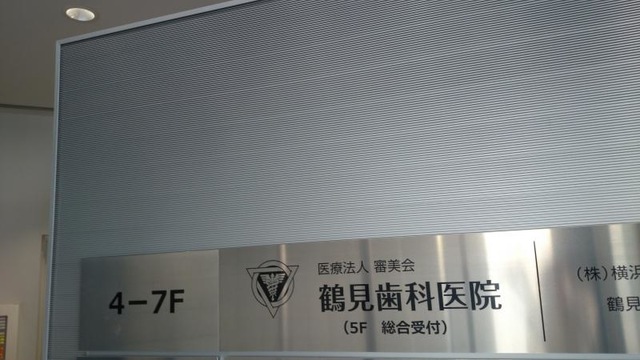 4-7F
医療法人 審美会
鶴見歯科医院
(5F 総合受付)
(株)横浜
鶴見